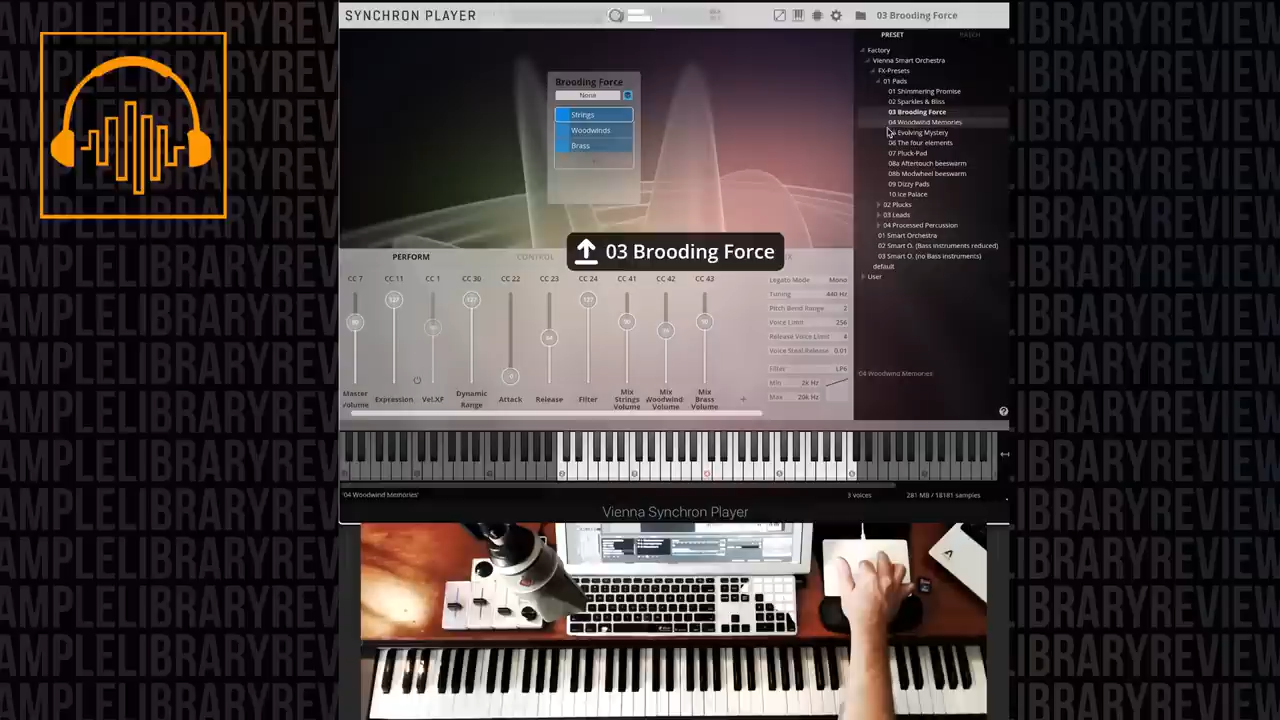 SYNCHRON PLAYER
03 Brooding Force
PRESET
PATCH
Factory
Vienna Smart Orchestra
FX-Presets
01 Pads
01 Shimmering Promise
02 Sparkles & Bliss
03 Brooding Force
04 Woodwind Memories
Evolving Mystery
06 The four elements
07 Pluck-Pad
08a Aftertouch beeswarm
08b Modwheel beeswarm
09 Dizzy Pads
10 Ice Palace
02 Plucks
03 Leads
04 Processed Percussion
01 Smart Orchestra
02 Smart O. (Bass instruments reduced)
03 Smart O. (no Bass instruments)
default
User
'04 Woodwind Memories'
Brooding Force
None
Strings
Woodwinds
Brass
03 Brooding Force
PERFORM
CONTROL
CC 7 CC 11 CC 1 CC 30 CC 22 CC 23 CC 24 CC 41 CC 42 CC 43
Master Volume
Expression
Vel.XF
Dynamic Range
Attack
Release
Filter
Mix Strings Volume
Mix Woodwind Volume
Mix Brass Volume
Legato Mode Mono
Tuning 440 Hz
Pitch Bend Range 2
Voice Limit 256
Release Voice Limit 4
Voice Steal.Release 0.01
Filter LP6
Min 2k Hz
Max 20k Hz
'04 Woodwind Memories'
3 voices
281 MB / 18181 samples
Vienna Synchron Player
AMPLELIBRARYREVIEW